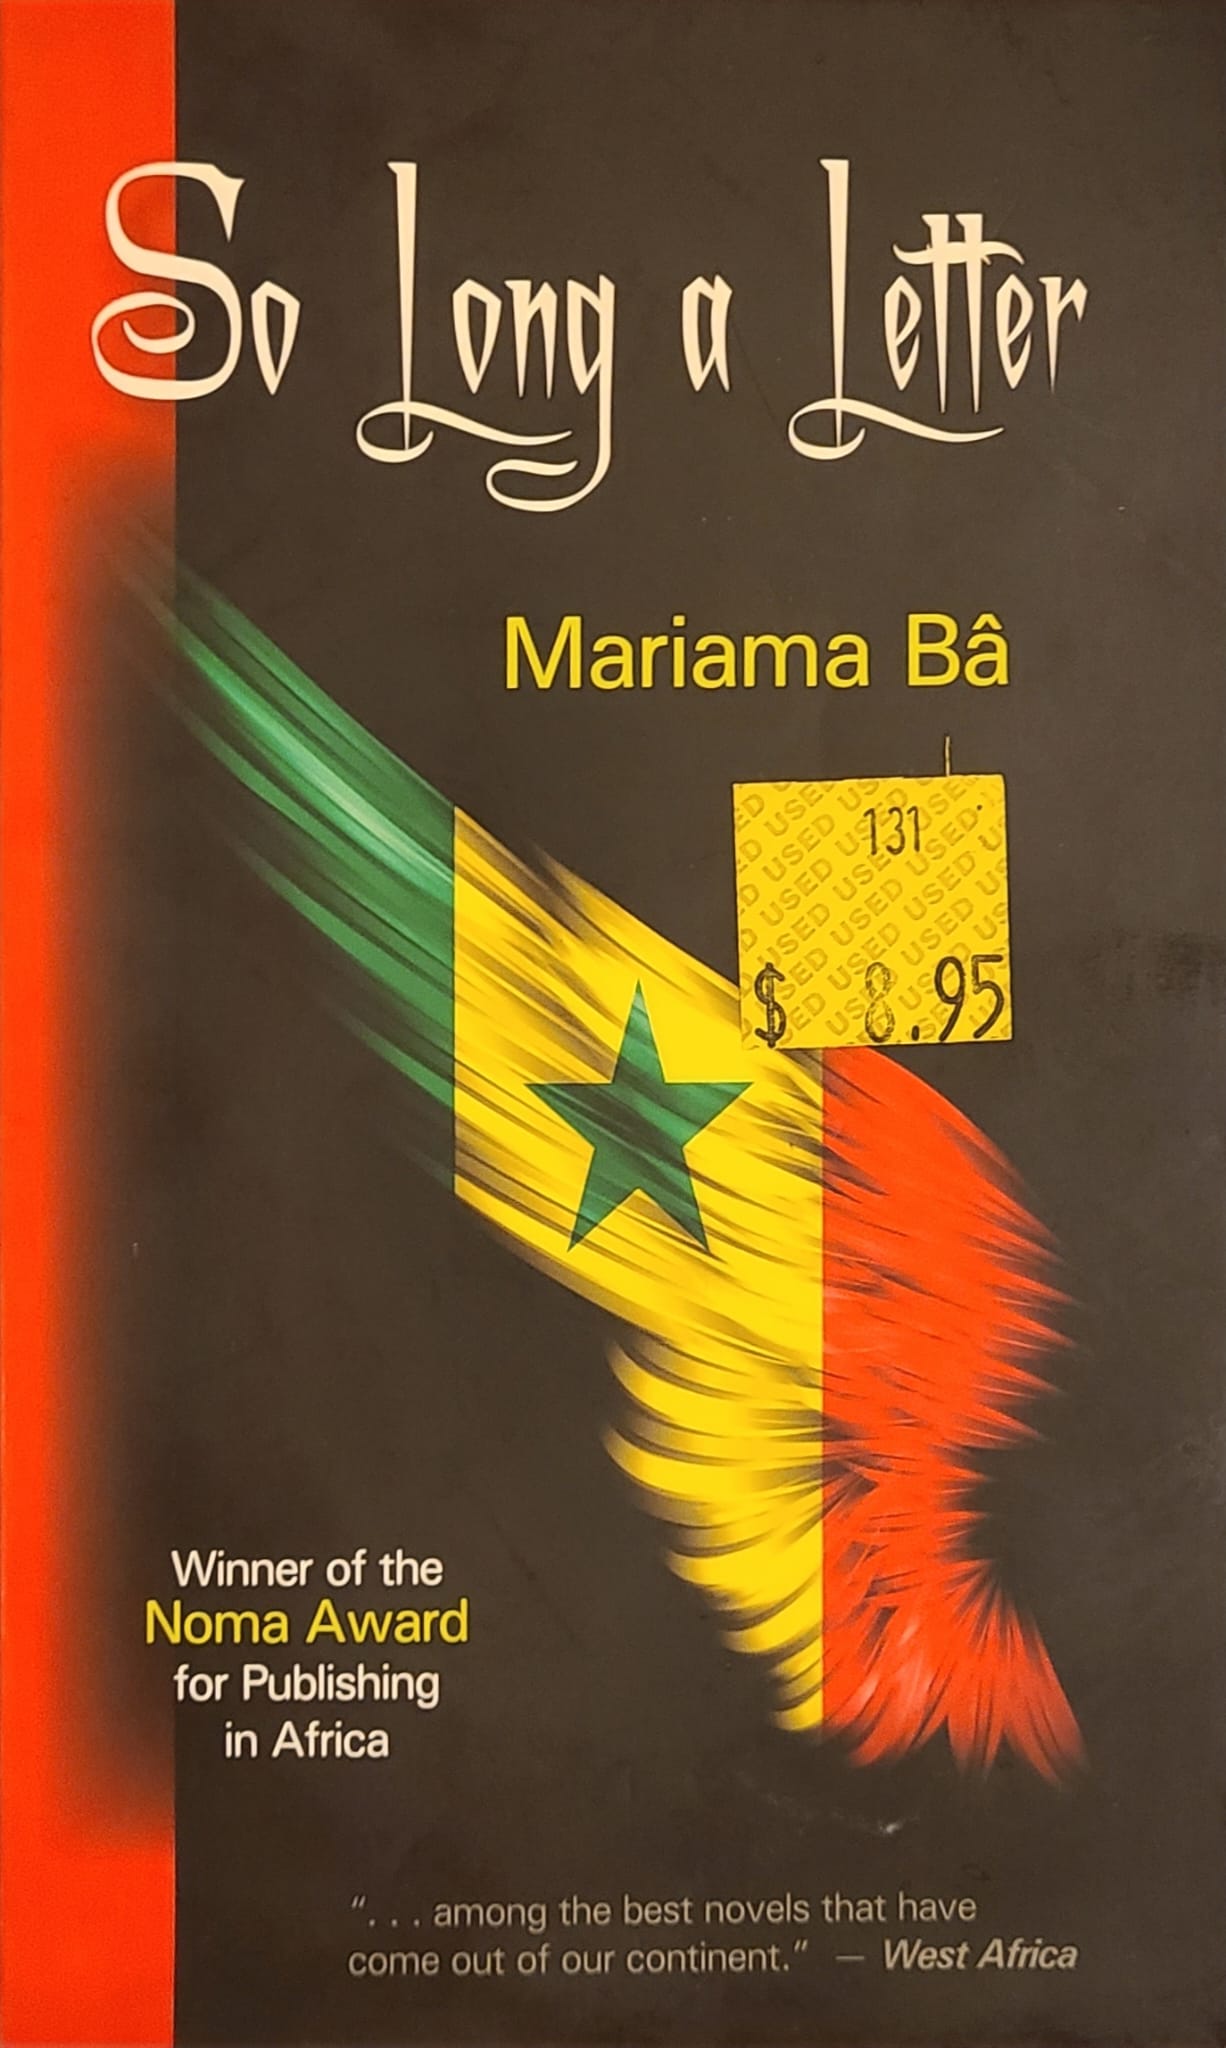 So Long a Letter
Mariama Bâ
131
$ 8.95
Winner of the
Noma Award
for Publishing
in Africa
“. . . among the best novels that have
come out of our continent.” — West Africa